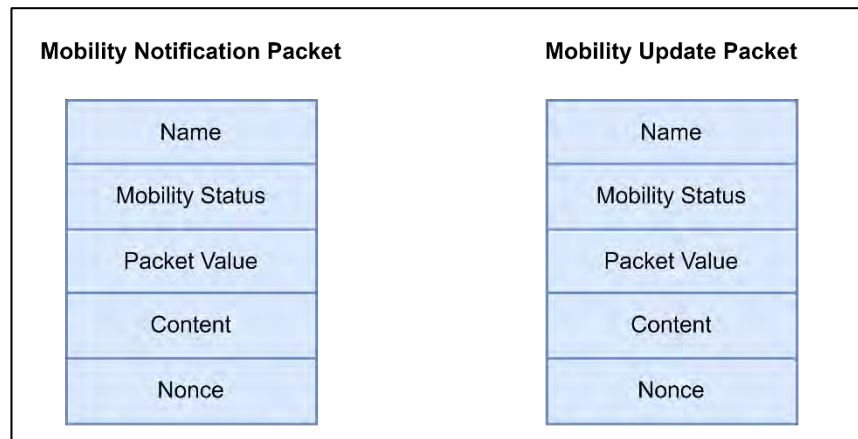 Mobility Notification Packet
Name
Mobility Status
Packet Value
Content
Nonce
Mobility Update Packet
Name
Mobility Status
Packet Value
Content
Nonce